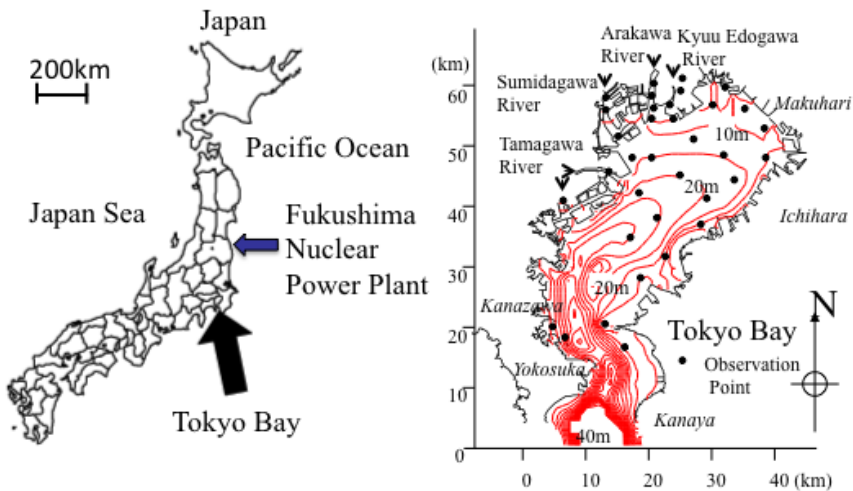 Japan
200km
Pacific Ocean
Japan Sea
Fukushima
Nuclear
Power Plant
Tokyo Bay
Arakawa
River
Kyuu Edogawa
River
(km)
Sumidagawa
River
60
Makuhari
10m
Tamagawa
River
50
20m
40
Ichihara
30
20m
Kanazawa
N
20
Tokyo Bay
Observation
Point
Yokosuka
10
Kanaya
40m
0
0 10 20 30 40 (km)